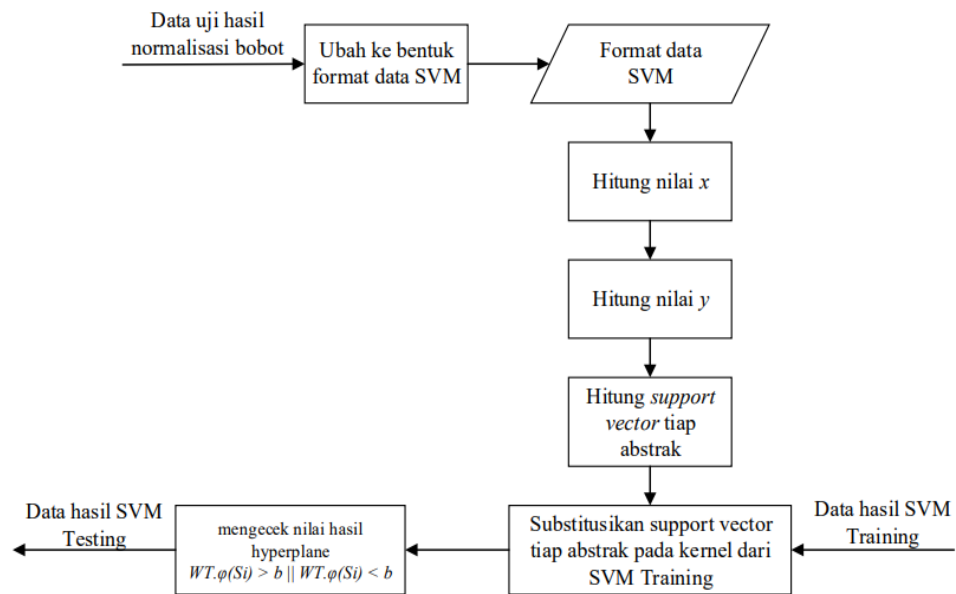 Data uji hasil
normalisasi bobot
Ubah ke bentuk
format data SVM
Format data
SVM
Hitung nilai x
Hitung nilai y
Hitung support
vector tiap
abstrak
Data hasil SVM
Training
Substitusikan support vector
tiap abstrak pada kernel dari
SVM Training
mengecek nilai hasil
hyperplane
WT.φ(Si) > b || WT.φ(Si) < b
Data hasil SVM
Testing